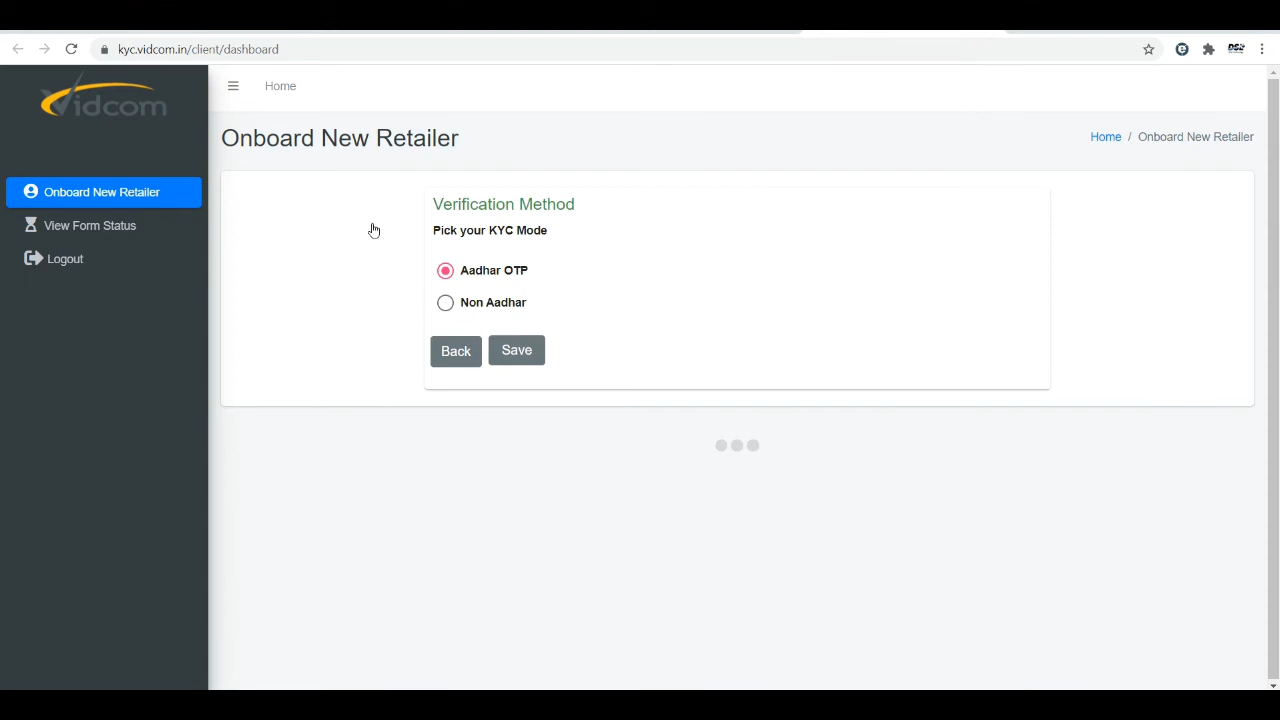 kyc.vidcom.in/client/dashboard
Vidcom
Home
Onboard New Retailer
Home / Onboard New Retailer
Onboard New Retailer
View Form Status
Logout
Verification Method
Pick your KYC Mode
Aadhar OTP
Non Aadhar
Back
Save